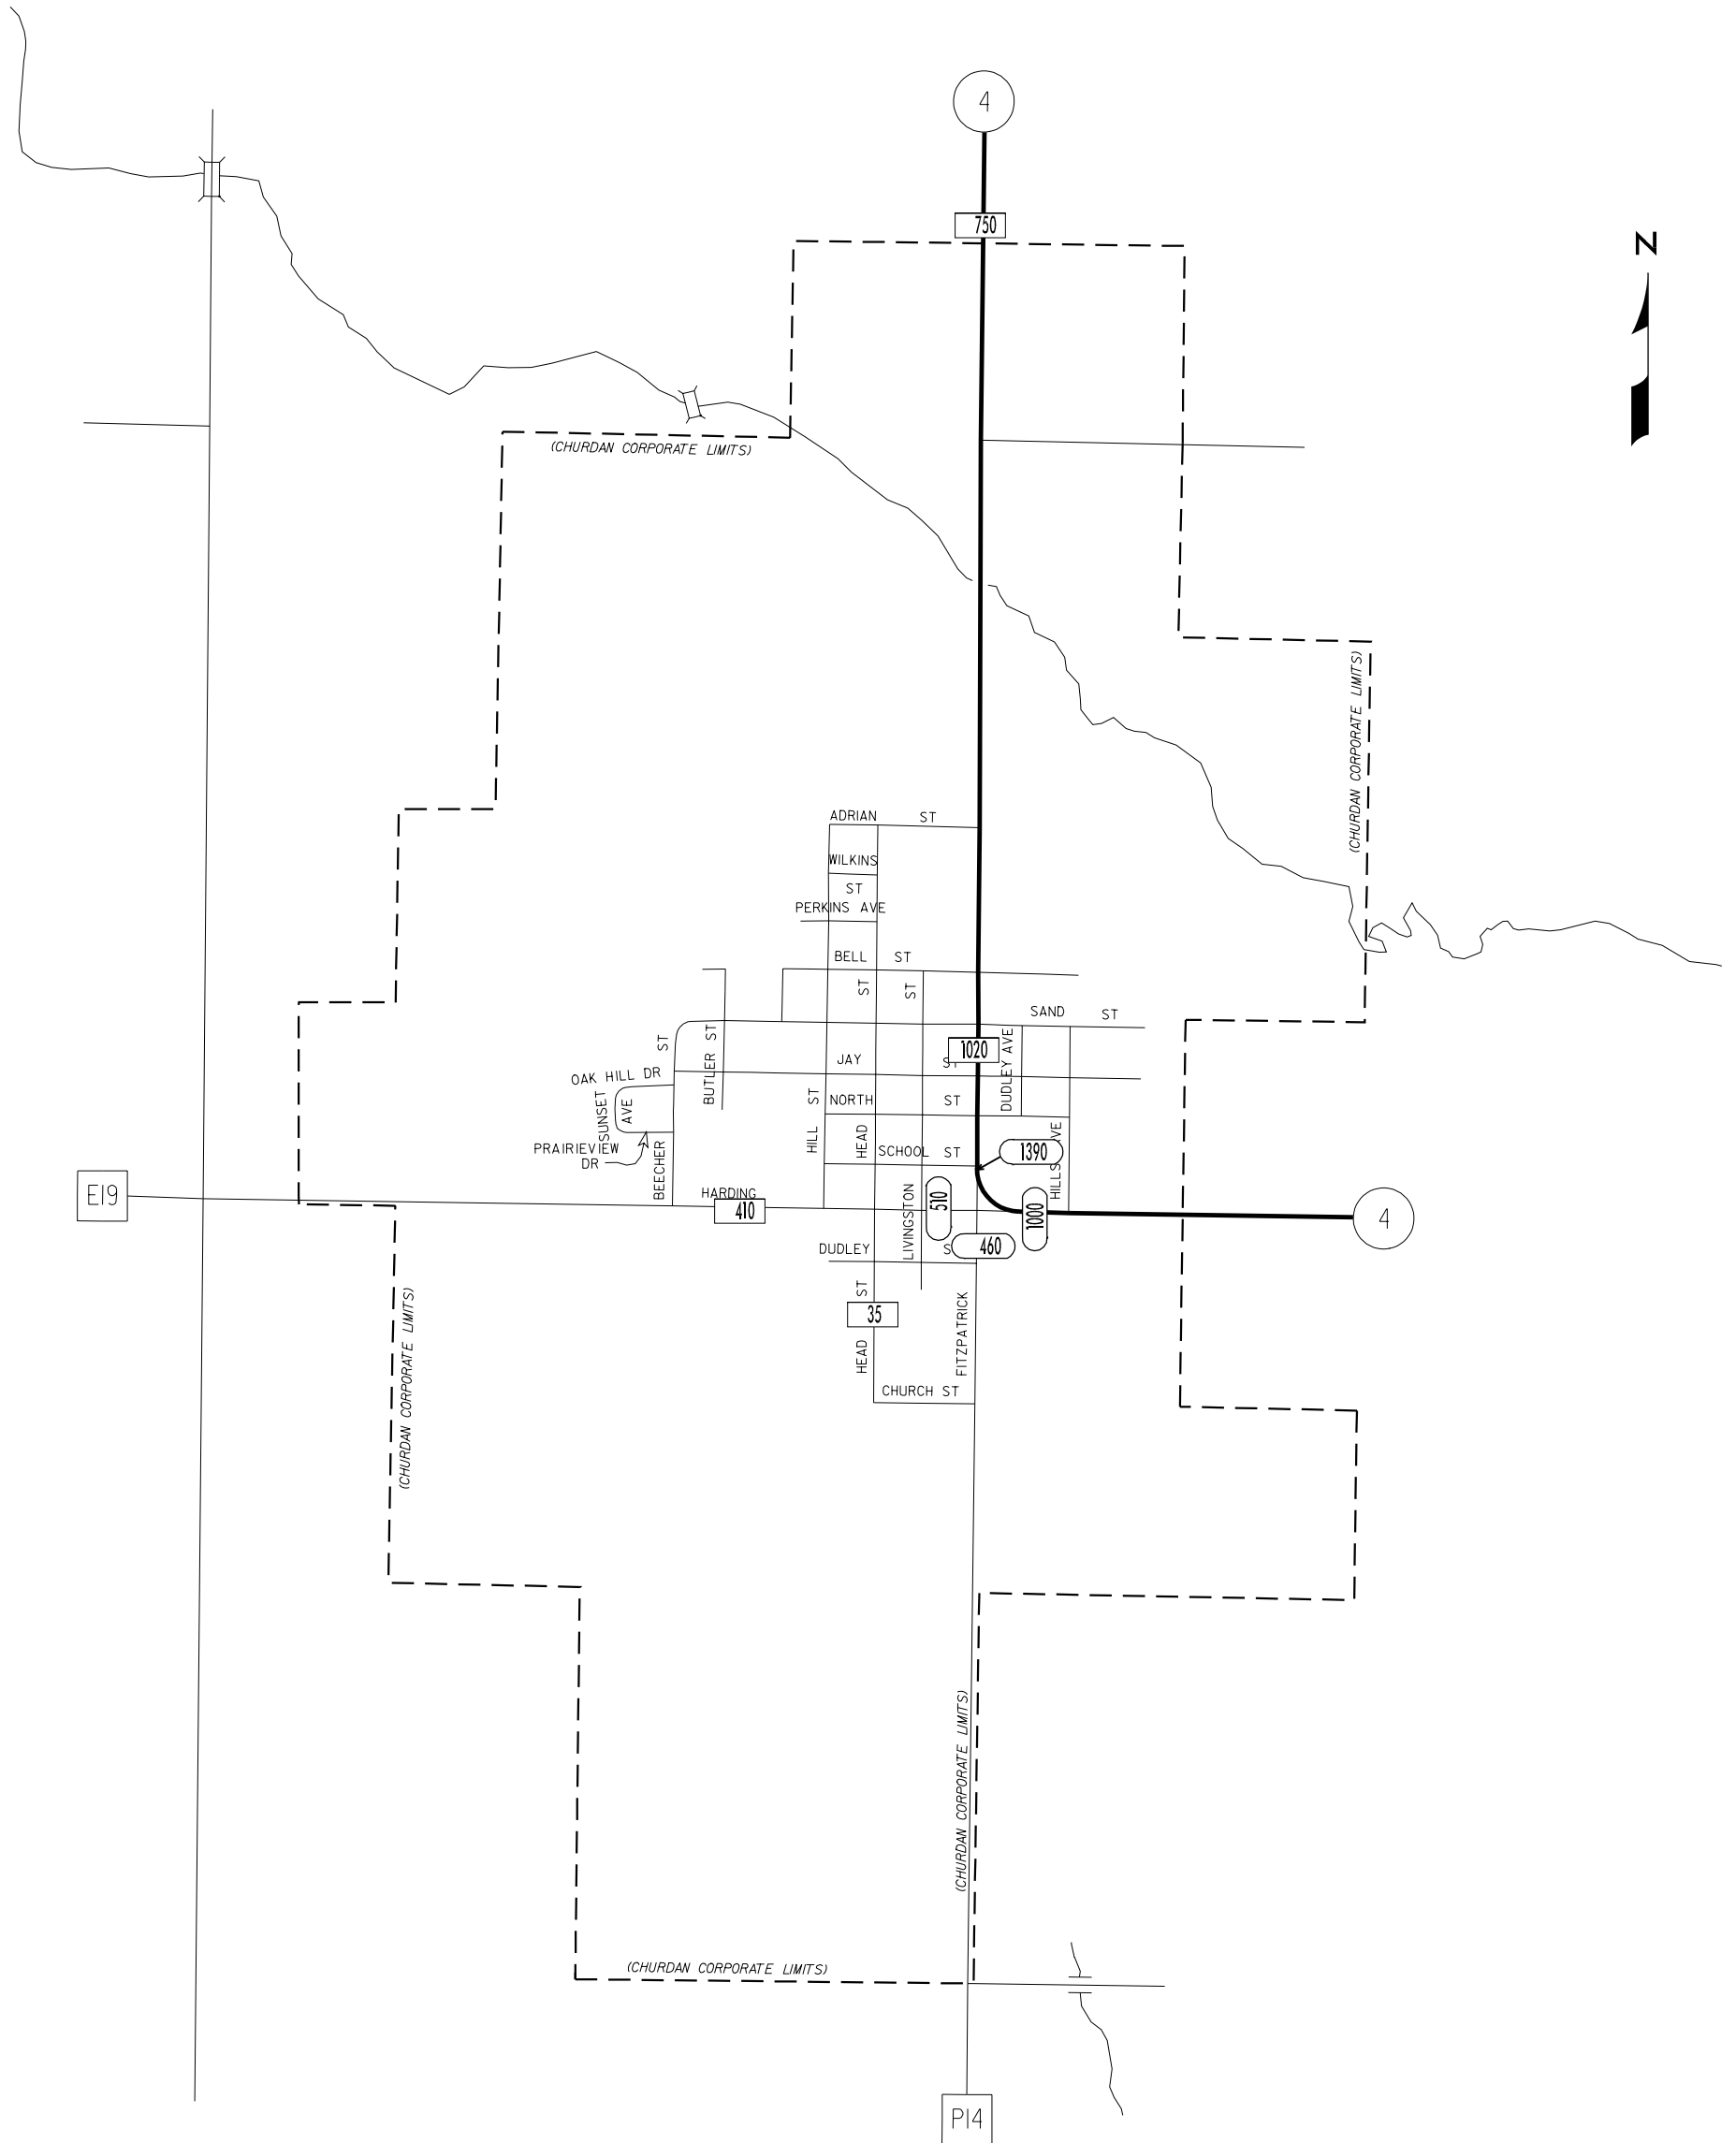 4
750
N
(CHURDAN CORPORATE LIMITS)
(CHURDAN CORPORATE LIMITS)
ADRIAN ST
WILKINS
ST
PERKINS AVE
BELL ST
ST
ST
SAND ST
ST
BUTLER ST
1020
DUDLEY AVE
JAY
OAK HILL DR
SUNSET
AVE
HILL ST
NORTH ST
PRAIRIEVIEW
DR
BEECHER
HEAD
SCHOOL ST
1390
E19
HARDING
410
LIVINGSTON
510
1000
4
DUDLEY
460
ST
35
HEAD
FITZPATRICK
CHURCH ST
(CHURDAN CORPORATE LIMITS)
(CHURDAN CORPORATE LIMITS)
(CHURDAN CORPORATE LIMITS)
P14